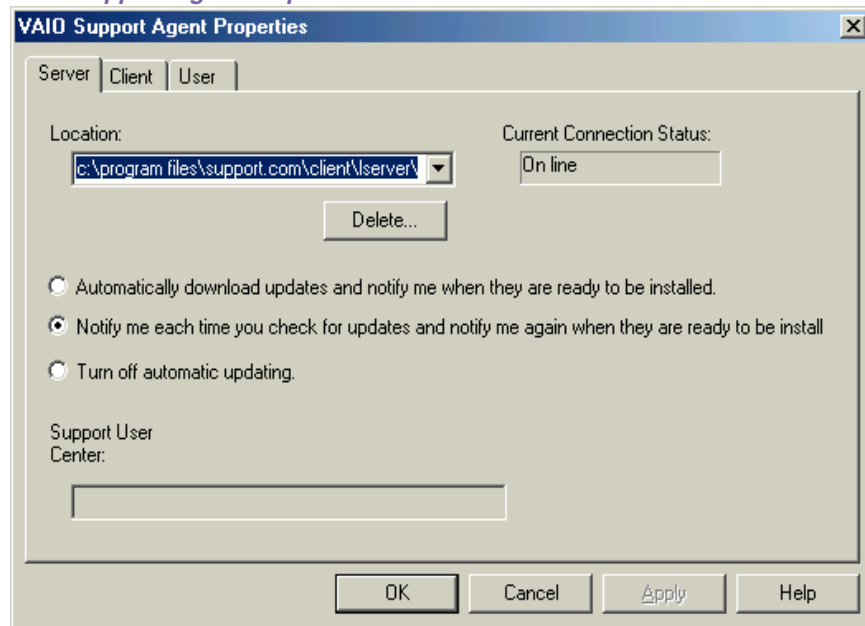 VAIO Support Agent Properties
Server Client User
Location:
Current Connection Status:
c:\program files\support.com\client\lserver\
On line
Delete...
Automatically download updates and notify me when they are ready to be installed.
Notify me each time you check for updates and notify me again when they are ready to be install
Turn off automatic updating.
Support User
Center:
OK Cancel Apply Help